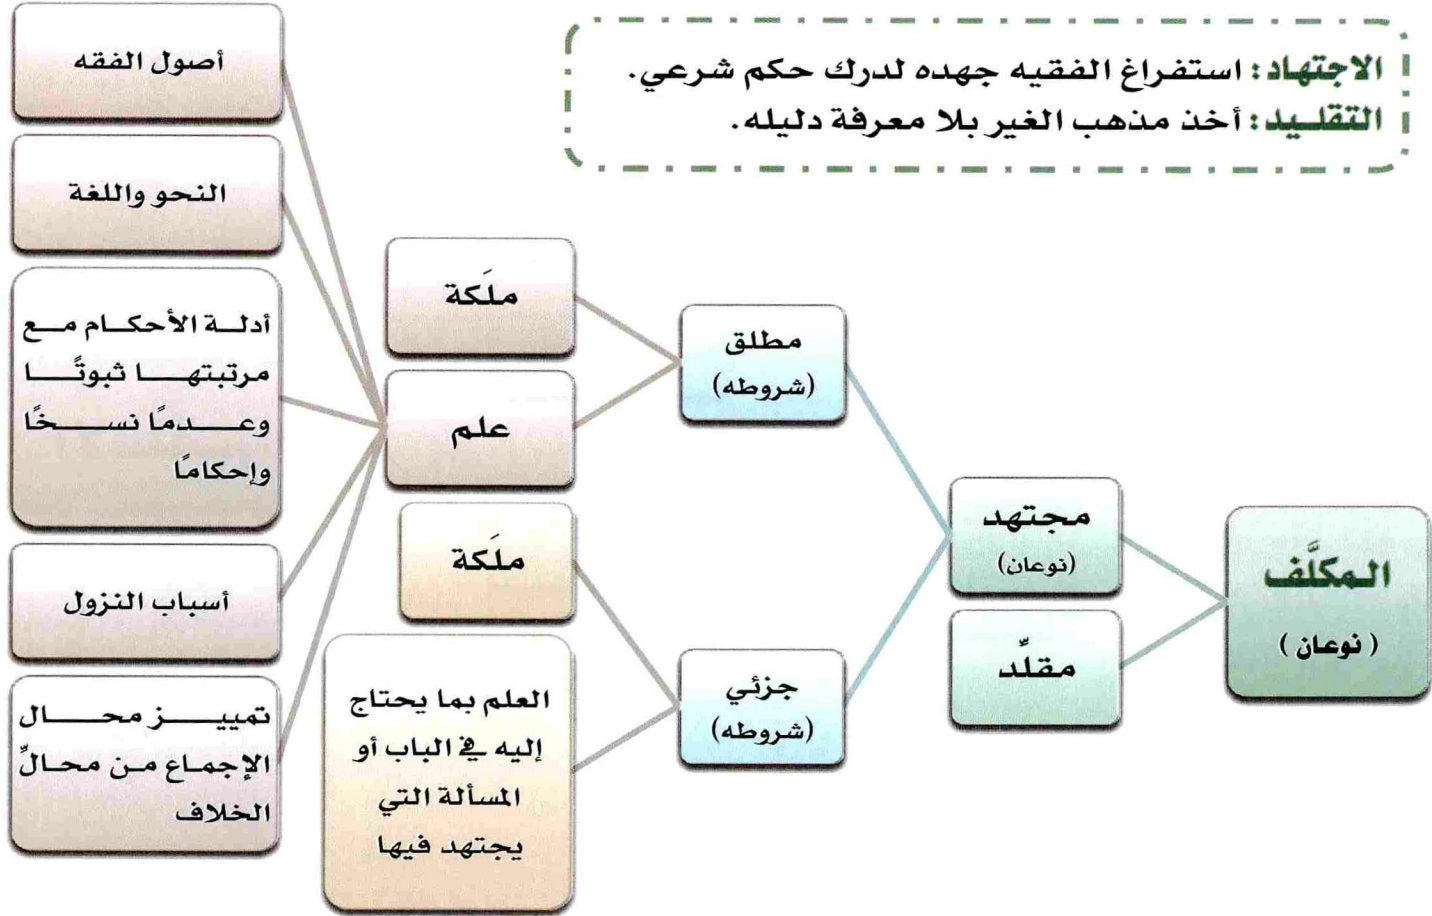 الاجتهاد: استفراغ الفقيه جهده لدرك حكم شرعي.
التقليد: أخذ مذهب الغير بلا معرفة دليله.
المكلَّف
(نوعان)
مجتهد
(نوعان)
مقلِّد
مطلق
(شروطه)
جزئي
(شروطه)
ملَكة
علم
ملَكة
العلم بما يحتاج
إليه في الباب أو
المسألة التي
يجتهد فيها
أصول الفقه
النحو واللغة
أدلة الأحكام مع
مرتبتها ثبوتًا
وعدمًا نسخًا
وإحكامًا
أسباب النزول
تمييز محال
الإجماع من محالِّ
الخلاف